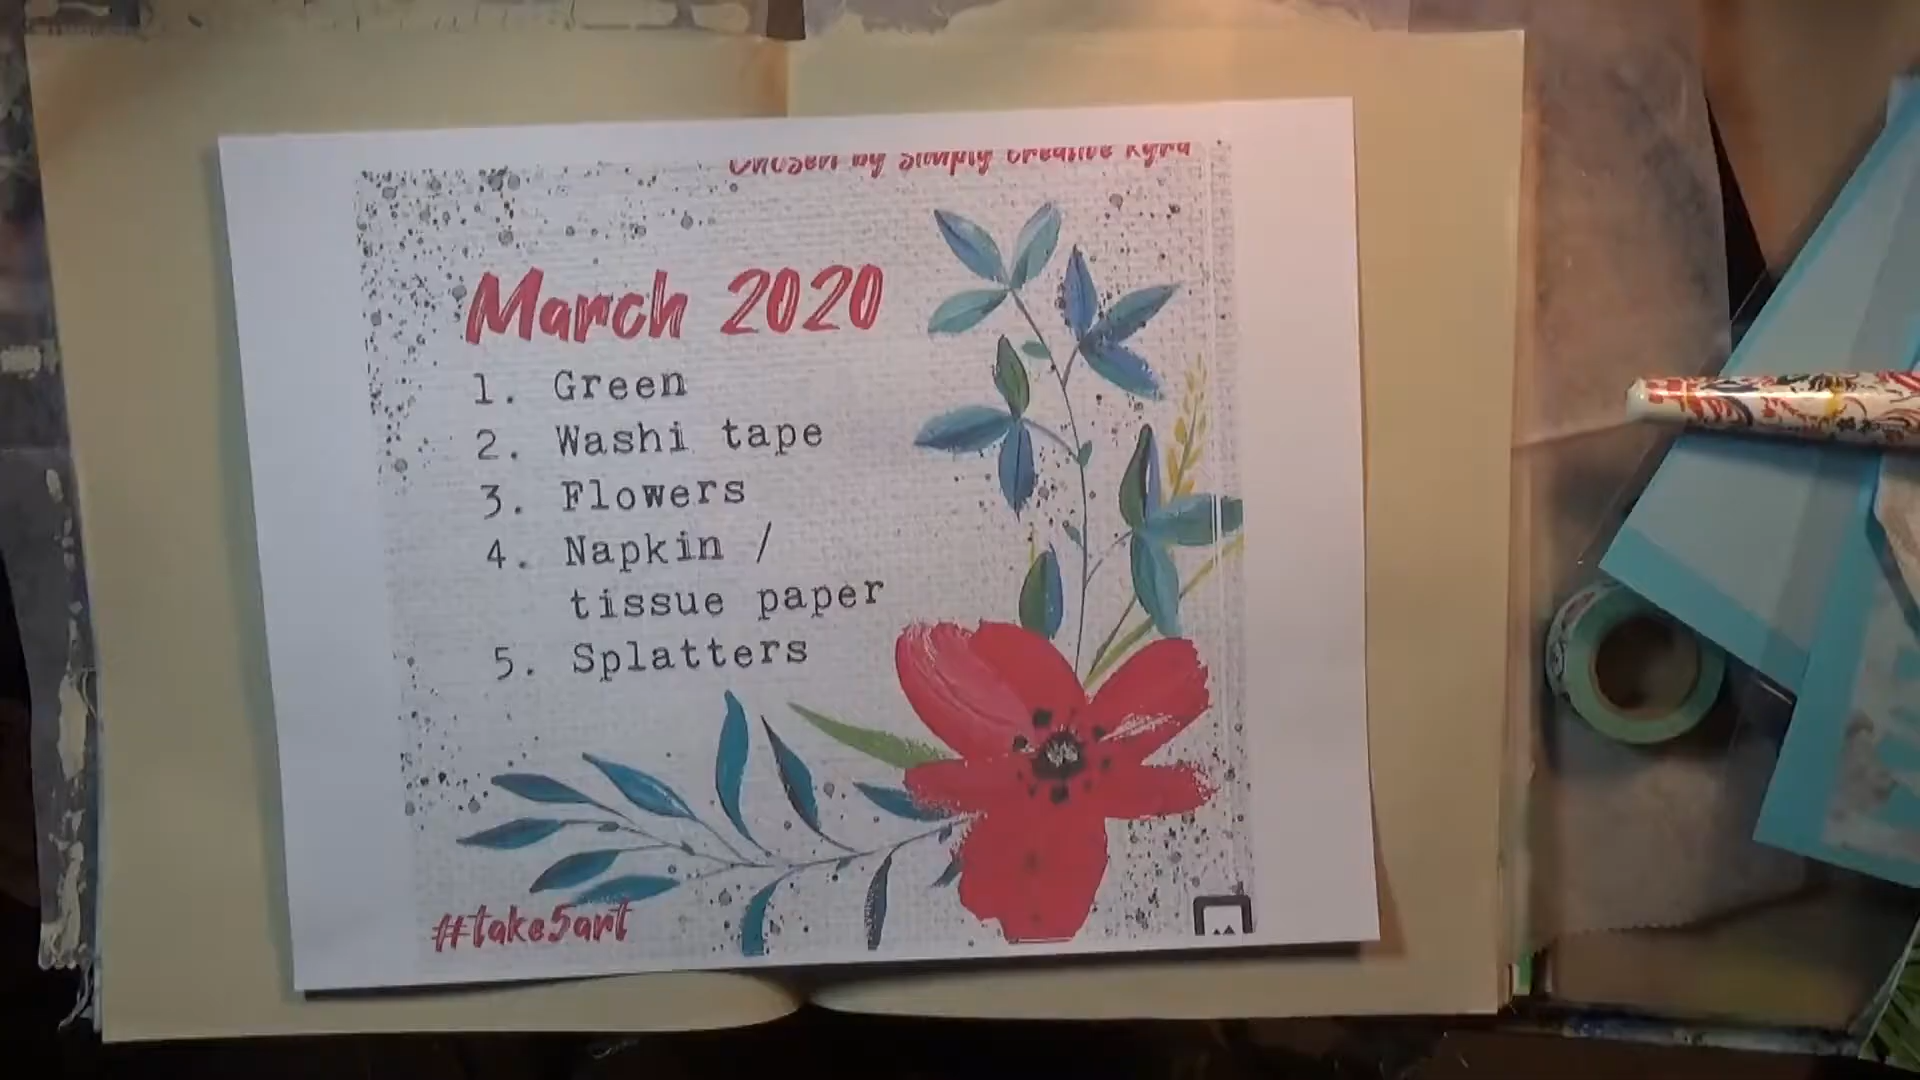 Chosen by Simply Creative Kyra
March 2020
1. Green
2. Washi tape
3. Flowers
4. Napkin /
tissue paper
5. Splatters
#take5art